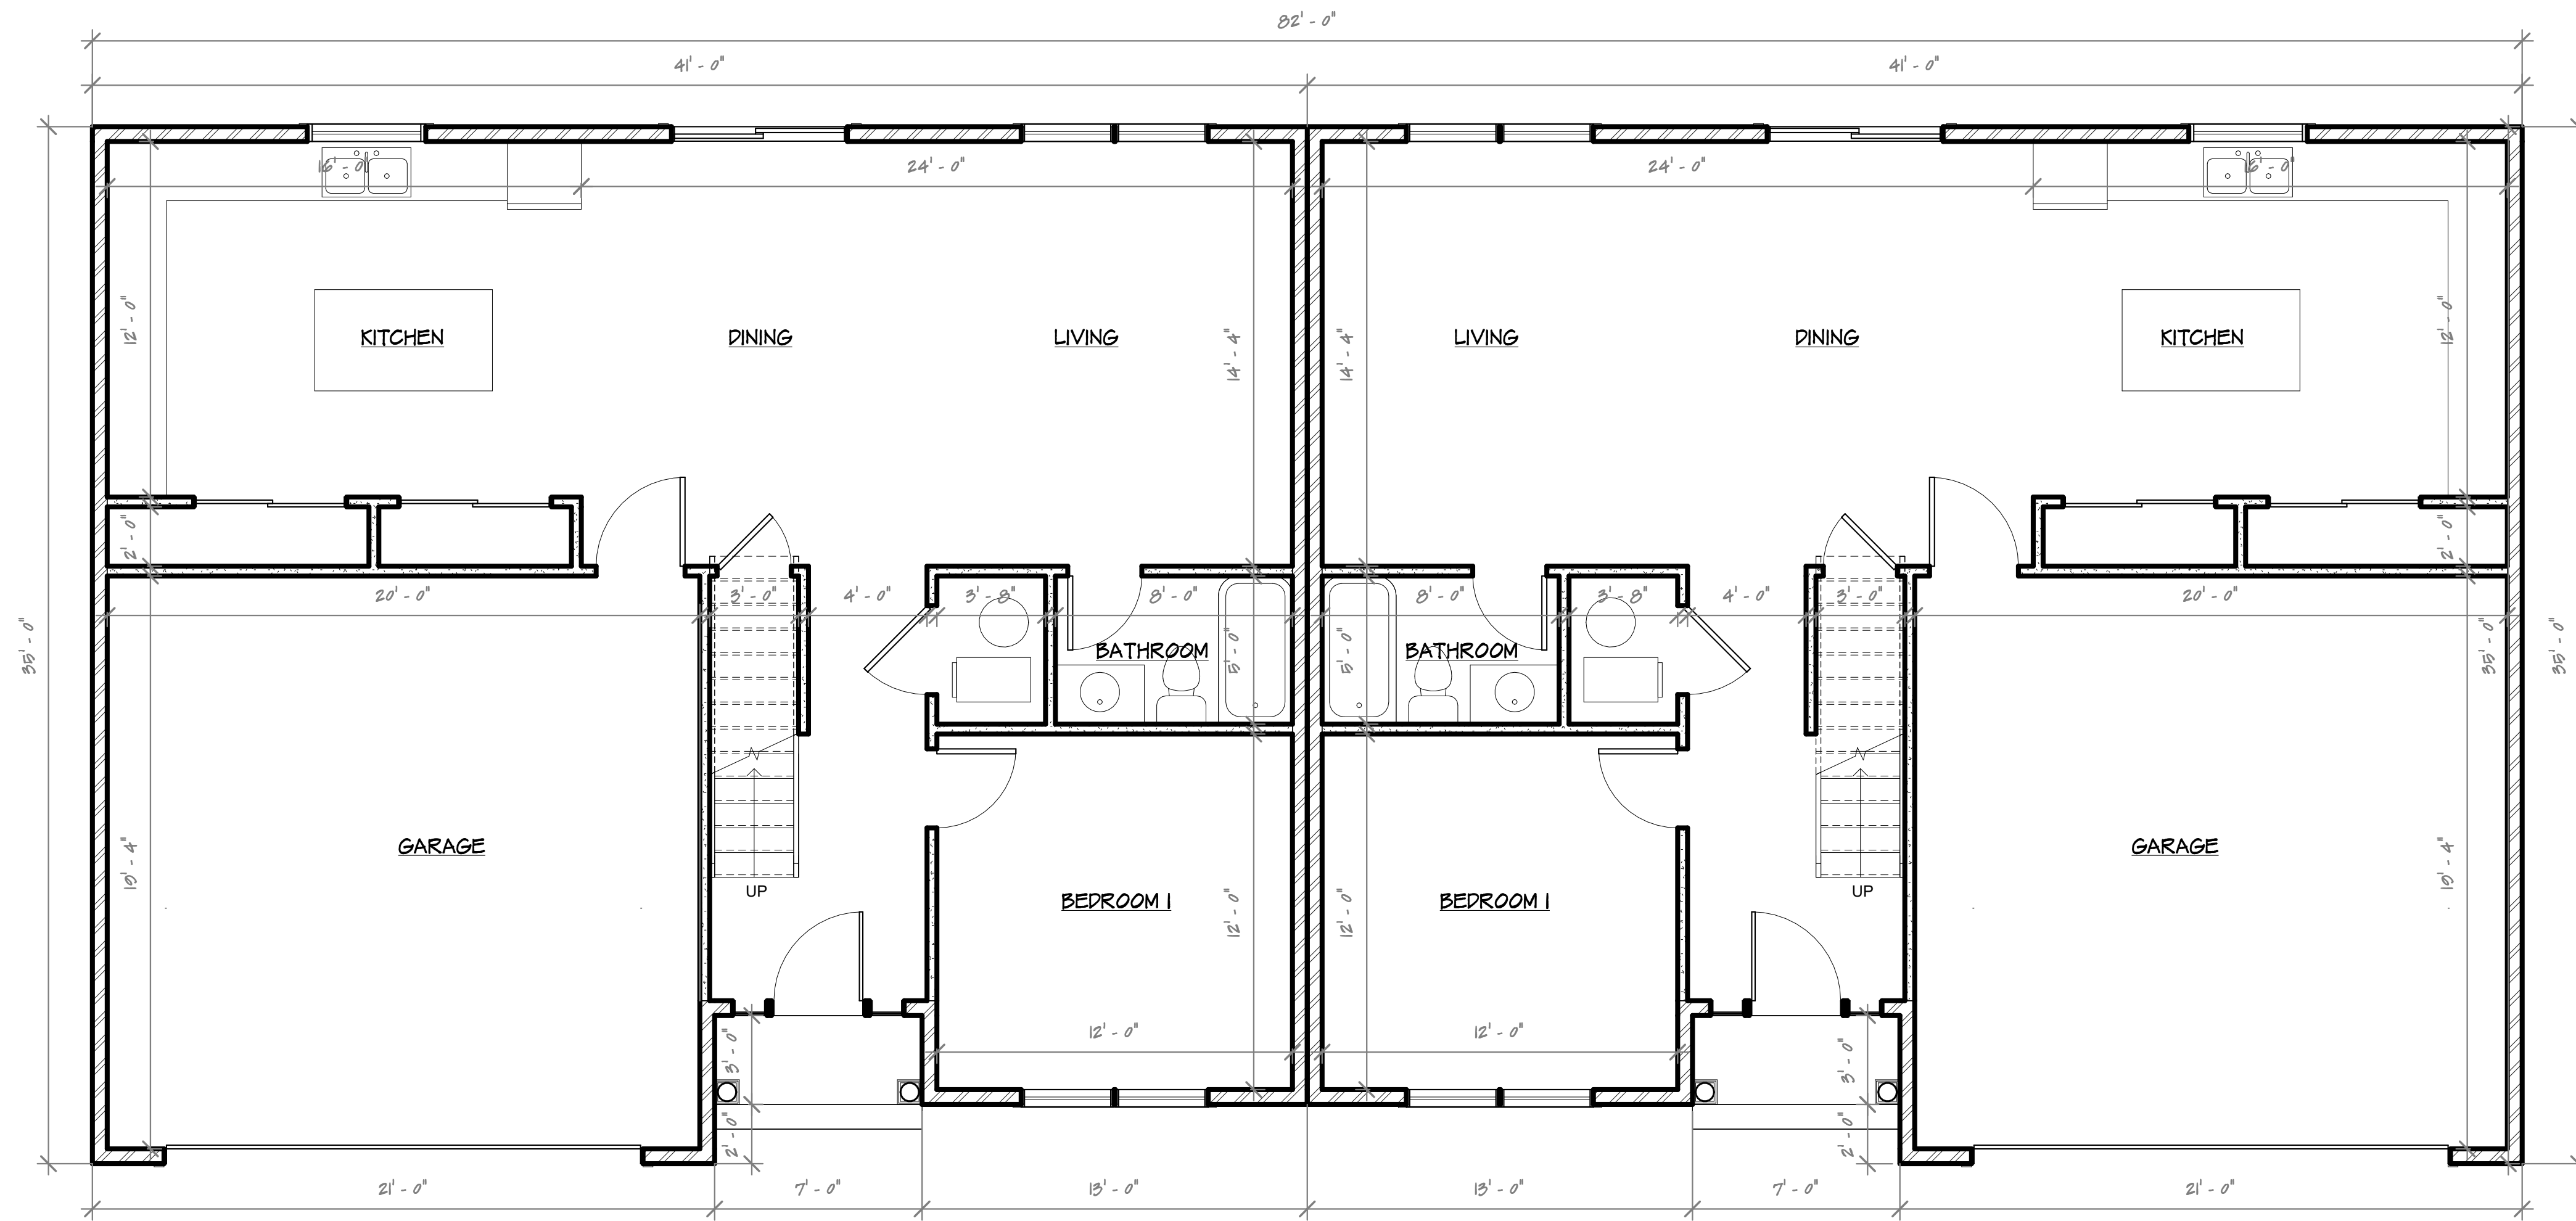 82' - 0"
41' - 0" 41' - 0"
16' - 0" 24' - 0" 24' - 0" 16' - 0"
12' - 0" KITCHEN DINING LIVING 14' - 4" 14' - 4" LIVING DINING KITCHEN 12' - 0"
2' - 0" 2' - 0"
20' - 0" 3' - 0" 4' - 0" 3' - 8" 8' - 0" 8' - 0" 3' - 8" 4' - 0" 3' - 0" 20' - 0"
35' - 0" BATHROOM 5' - 0" 5' - 0" BATHROOM 35' - 0" 35' - 0"
19' - 4" GARAGE GARAGE 19' - 4"
UP BEDROOM 1 12' - 0" 12' - 0" BEDROOM 1 UP
3' - 0" 12' - 0" 12' - 0" 3' - 0"
2' - 0" 2' - 0"
21' - 0" 7' - 0" 13' - 0" 13' - 0" 7' - 0" 21' - 0"